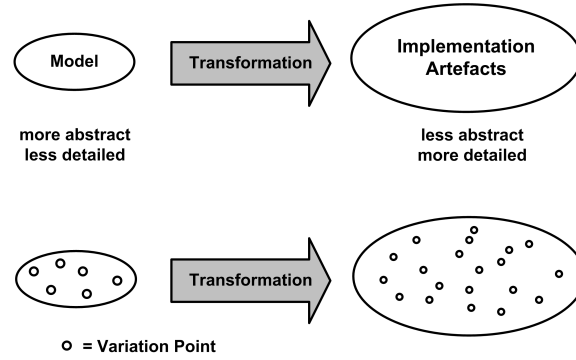 Model
Transformation
Implementation
Artefacts
more abstract
less detailed
less abstract
more detailed
Transformation
= Variation Point